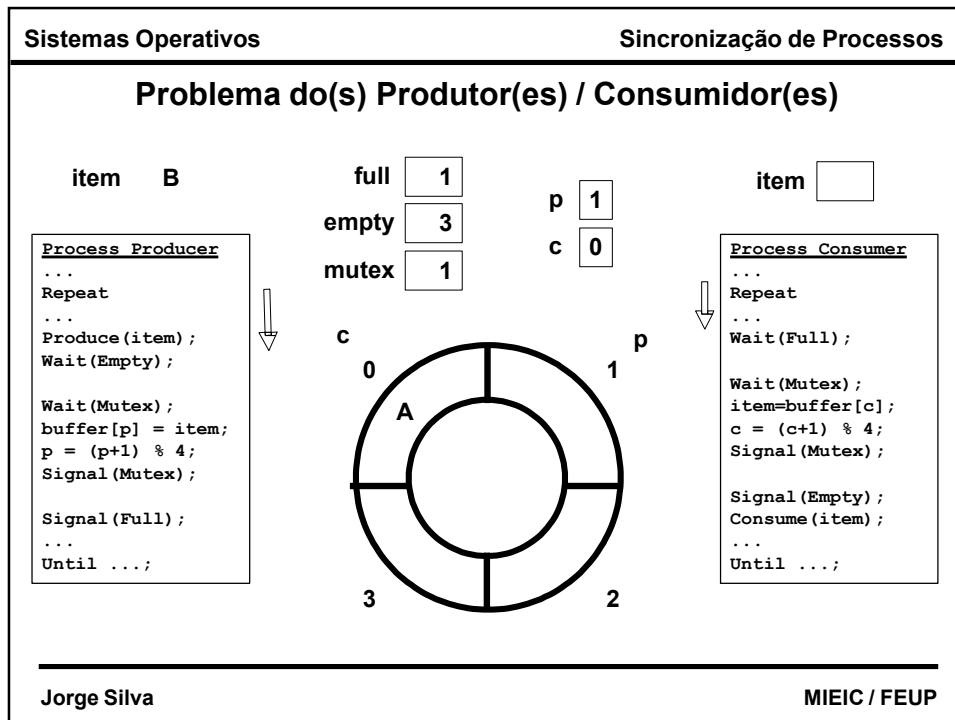 Sistemas Operativos
Sincronização de Processos
Problema do(s) Produtor(es) / Consumidor(es)
item B
full 1
empty 3
mutex 1
p 1
c 0
item
Process Producer
...
Repeat
...
Produce(item);
Wait(Empty);
Wait(Mutex);
buffer[p] = item;
p = (p+1) % 4;
Signal(Mutex);
Signal(Full);
...
Until ...;
c
0
A
p
1
3
2
Process Consumer
...
Repeat
...
Wait(Full);
Wait(Mutex);
item=buffer[c];
c = (c+1) % 4;
Signal(Mutex);
Signal(Empty);
Consume(item);
...
Until ...;
Jorge Silva
MIEIC / FEUP